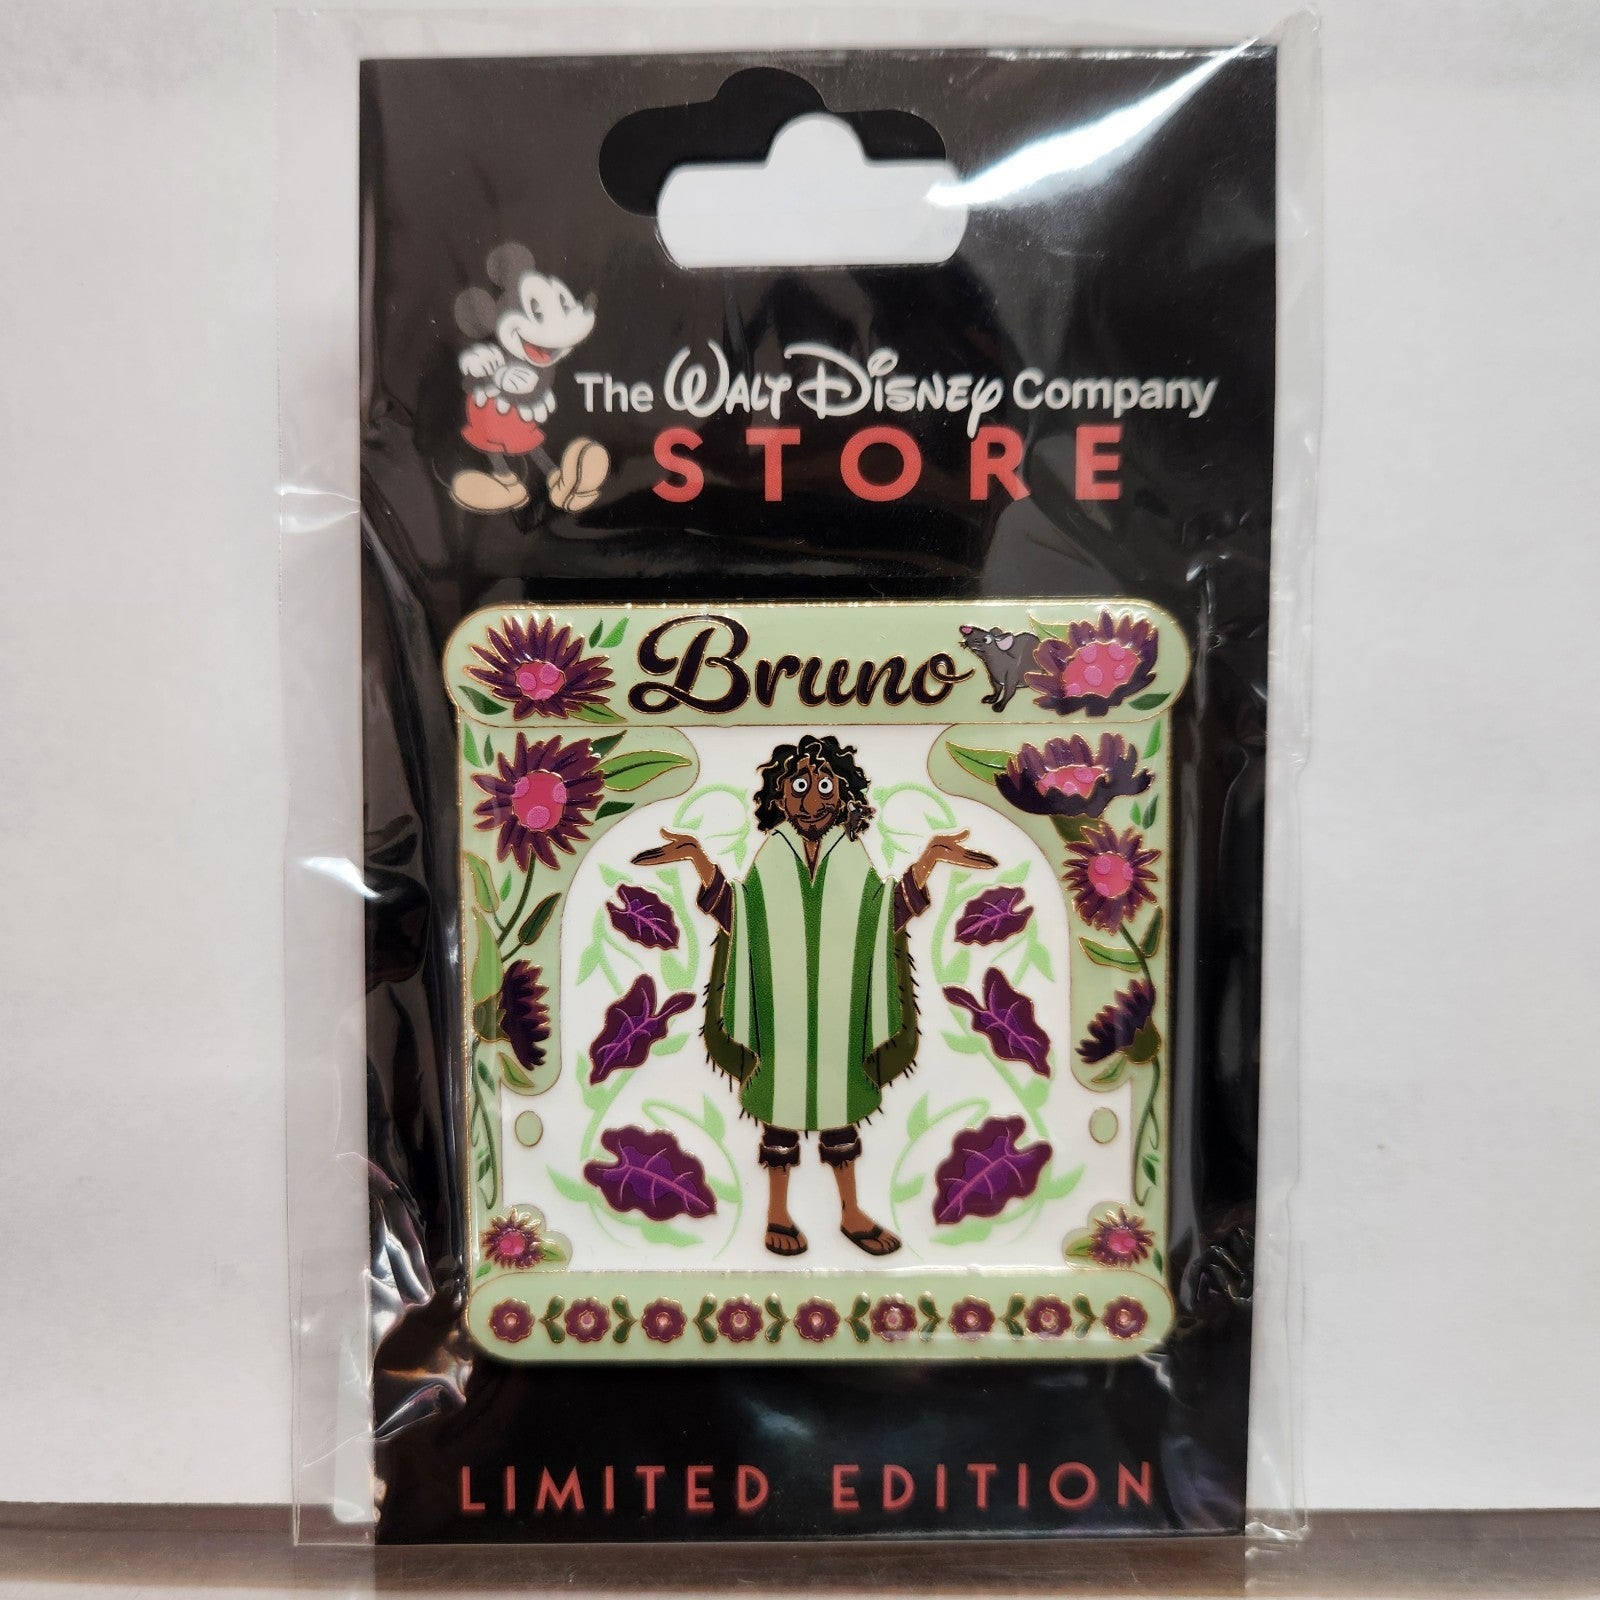 The Walt Disney Company
STORE
Bruno
LIMITED EDITION